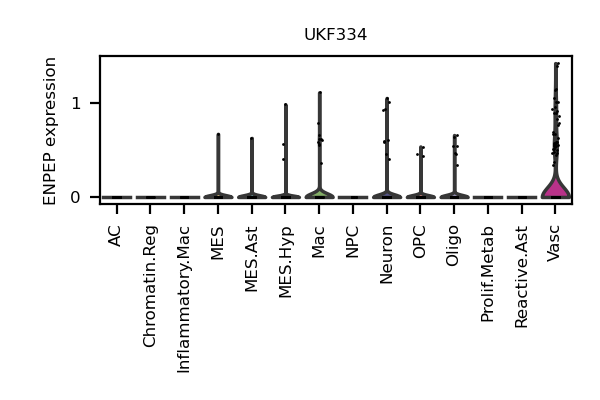 UKF334
ENPEP expression
1
0
AC
Chromatin.Reg
Inflammatory.Mac
MES
MES.Ast
MES.Hyp
Mac
NPC
Neuron
OPC
Oligo
Prolif.Metab
Reactive.Ast
Vasc